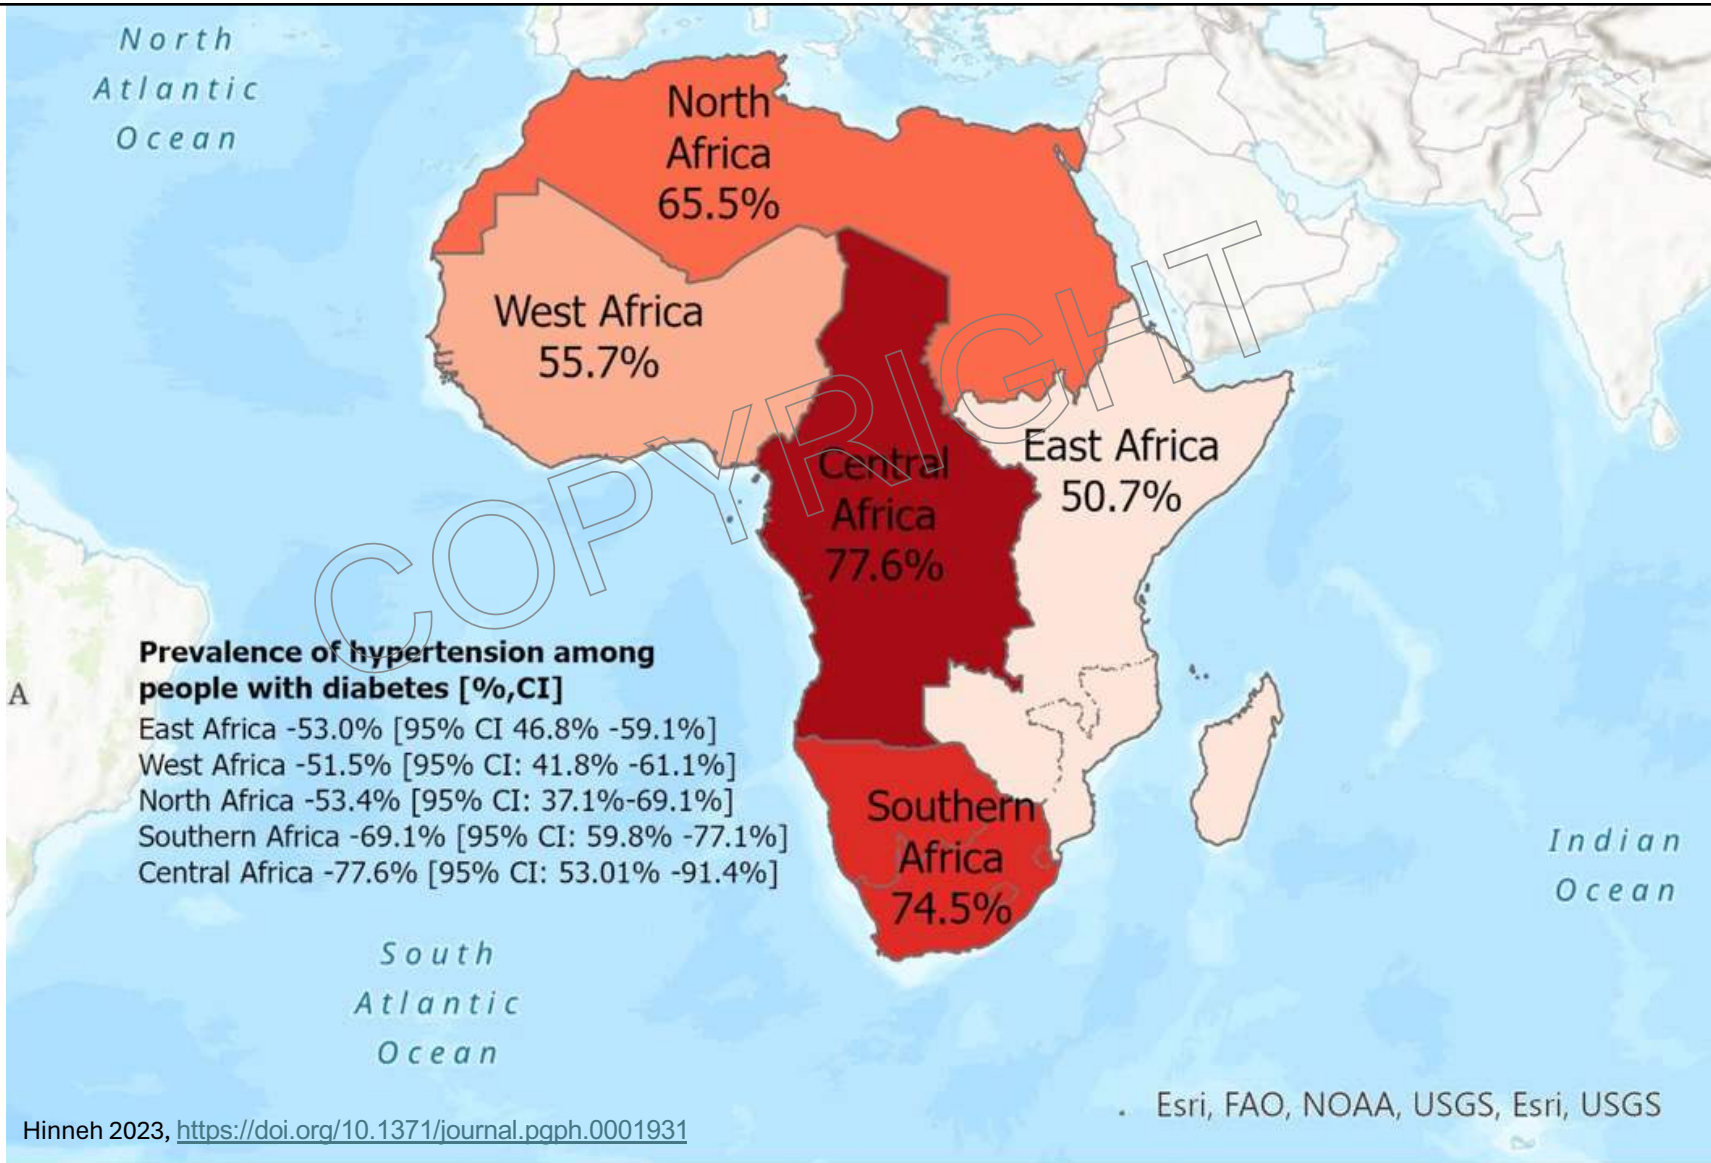 North
Atlantic
Ocean
North
Africa
65.5%
West Africa
55.7%
Central
Africa
77.6%
East Africa
50.7%
Southern
Africa
74.5%
COPYRIGHT
A
Prevalence of hypertension among
people with diabetes [%,CI]
East Africa -53.0% [95% CI 46.8% -59.1%]
West Africa -51.5% [95% CI: 41.8% -61.1%]
North Africa -53.4% [95% CI: 37.1%-69.1%]
Southern Africa -69.1% [95% CI: 59.8% -77.1%]
Central Africa -77.6% [95% CI: 53.01% -91.4%]
Indian
Ocean
South
Atlantic
Ocean
Esri, FAO, NOAA, USGS, Esri, USGS
Hinneh 2023, https://doi.org/10.1371/journal.pgph.0001931